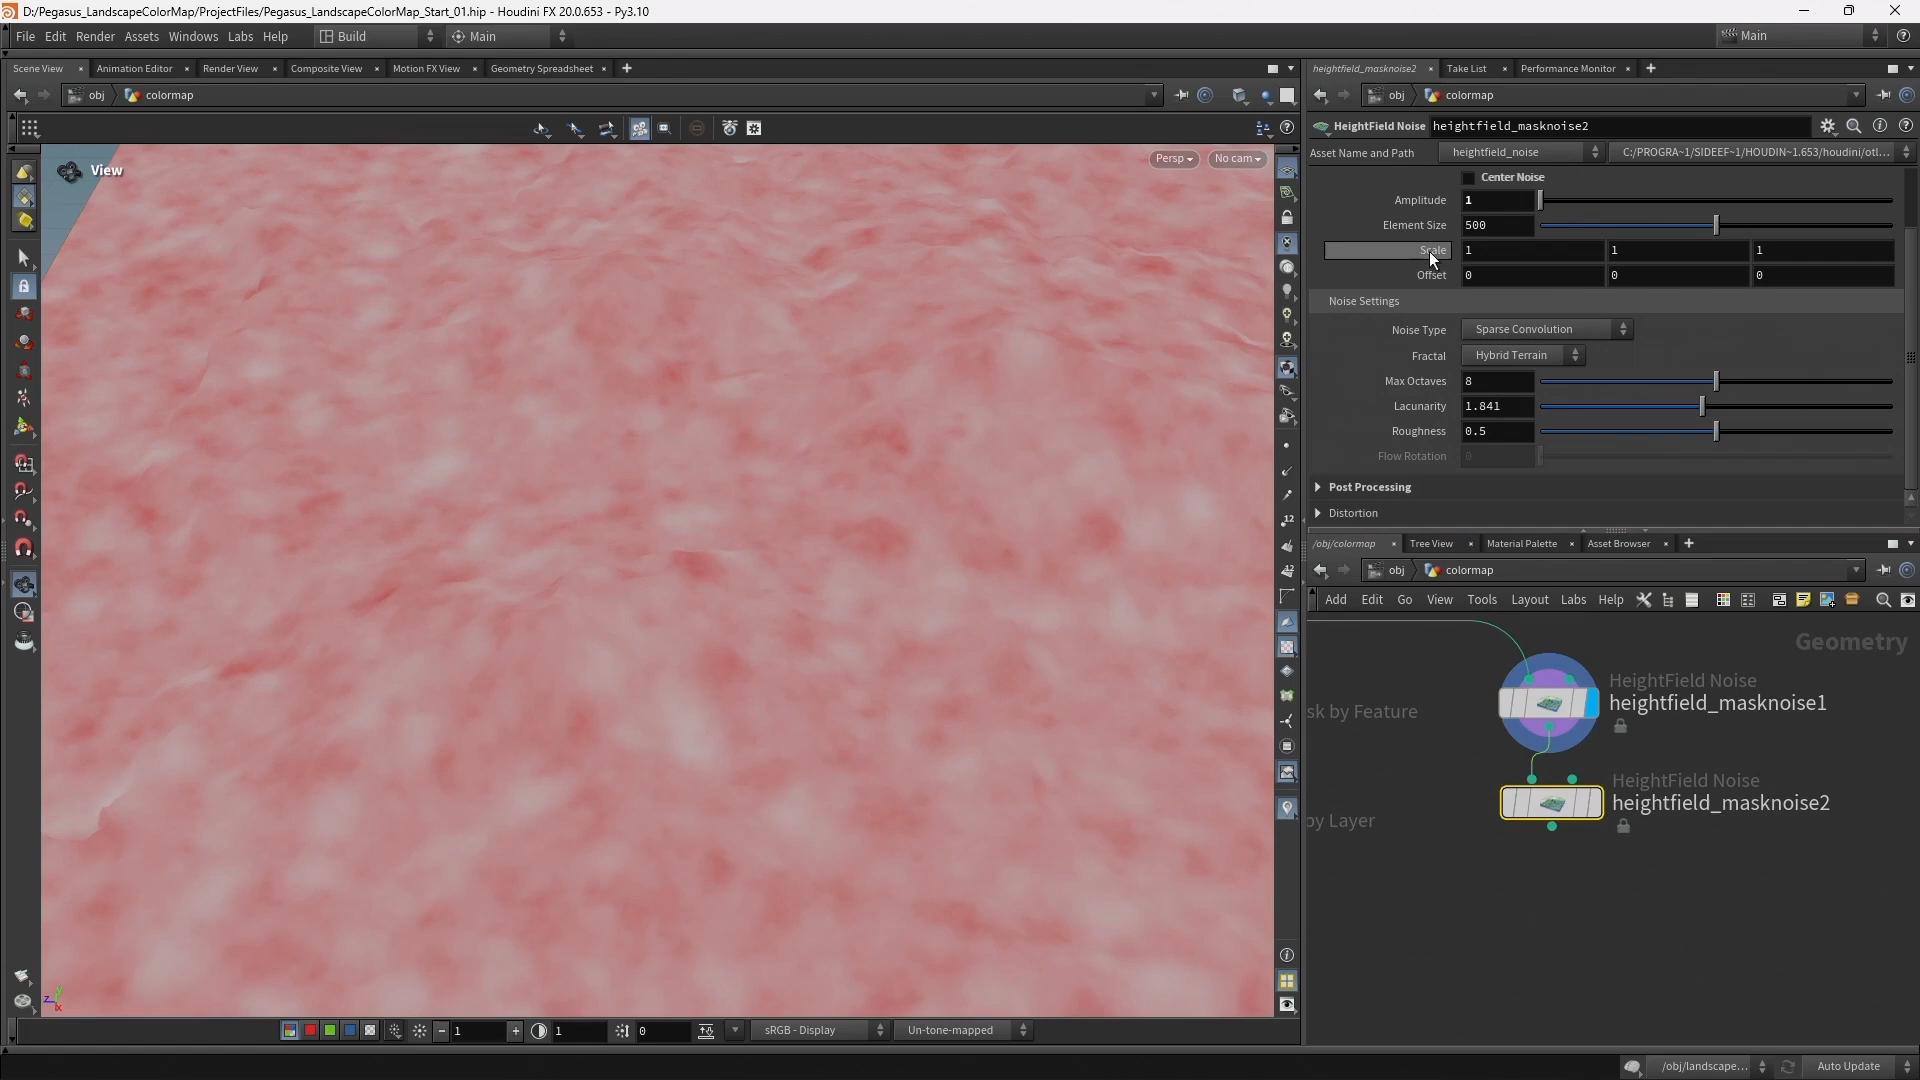 D:/Pegasus_LandscapeColorMap/ProjectFiles/Pegasus_LandscapeColorMap_Start_01.hip - Houdini FX 20.0.653 - Py3.10
File Edit Render Assets Windows Labs Help Build Main Main
Scene View Animation Editor Render View Composite View Motion FX View Geometry Spreadsheet
obj colormap
View
Persp No cam
1 1 0 sRGB - Display Un-tone-mapped
heightfield_masknoise2 Take List Performance Monitor
obj colormap
HeightField Noise heightfield_masknoise2
Asset Name and Path heightfield_noise C:/PROGRA~1/SIDEEF~1/HOUDIN~1.653/houdini/otl...
Center Noise
Amplitude 1
Element Size 500
Scale 1 1 1
Offset 0 0 0
Noise Settings
Noise Type Sparse Convolution
Fractal Hybrid Terrain
Max Octaves 8
Lacunarity 1.841
Roughness 0.5
Flow Rotation 0
Post Processing
Distortion
/obj/colormap Tree View Material Palette Asset Browser
obj colormap
Add Edit Go View Tools Layout Labs Help
Geometry
HeightField Noise
heightfield_masknoise1
sk by Feature
HeightField Noise
heightfield_masknoise2
by Layer
/obj/landscape... Auto Update